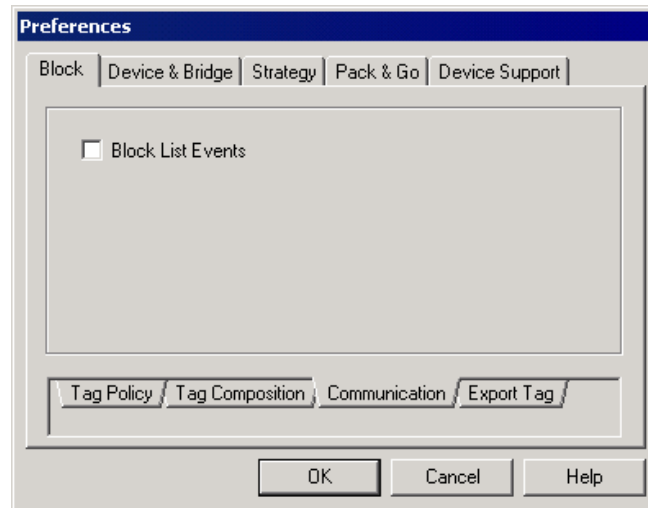 Preferences
Block Device & Bridge Strategy Pack & Go Device Support
Block List Events
Tag Policy Tag Composition Communication Export Tag
OK Cancel Help